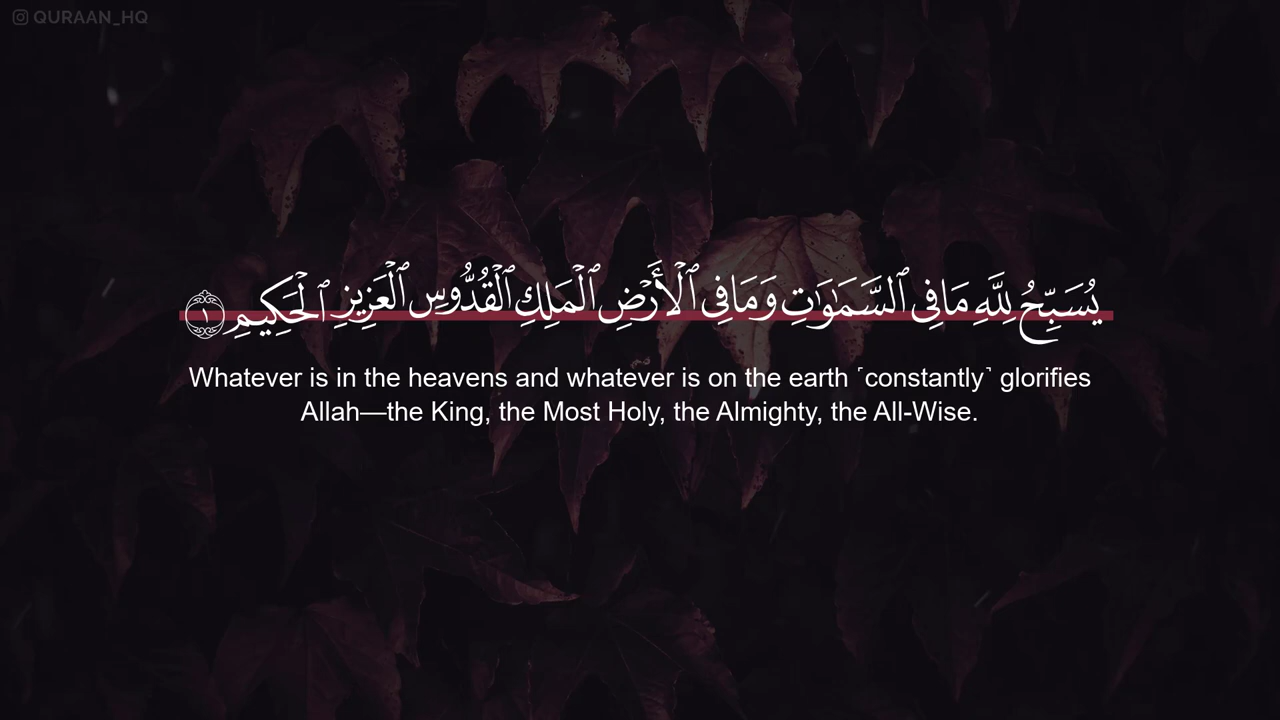 QURAAN_HQ
يُسَبِّحُ لِلَّهِ مَا فِي ٱلسَّمَٰوَٰتِ وَمَا فِي ٱلْأَرْضِ ٱلْمَلِكِ ٱلْقُدُّوسِ ٱلْعَزِيزِ ٱلْحَكِيمِ ١
Whatever is in the heavens and whatever is on the earth ˹constantly˺ glorifies
Allah—the King, the Most Holy, the Almighty, the All-Wise.